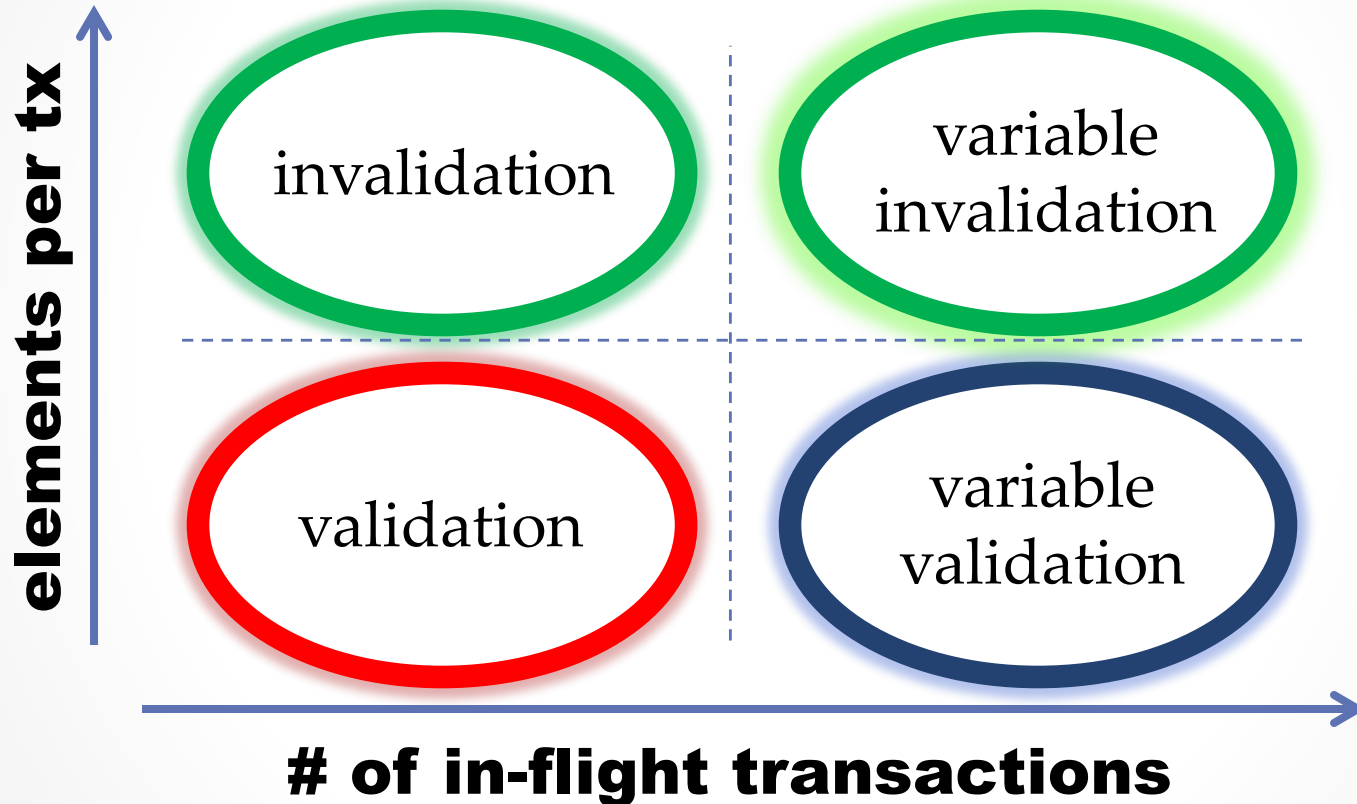 elements per tx
invalidation
variable
invalidation
validation
variable
validation
# of in-flight transactions